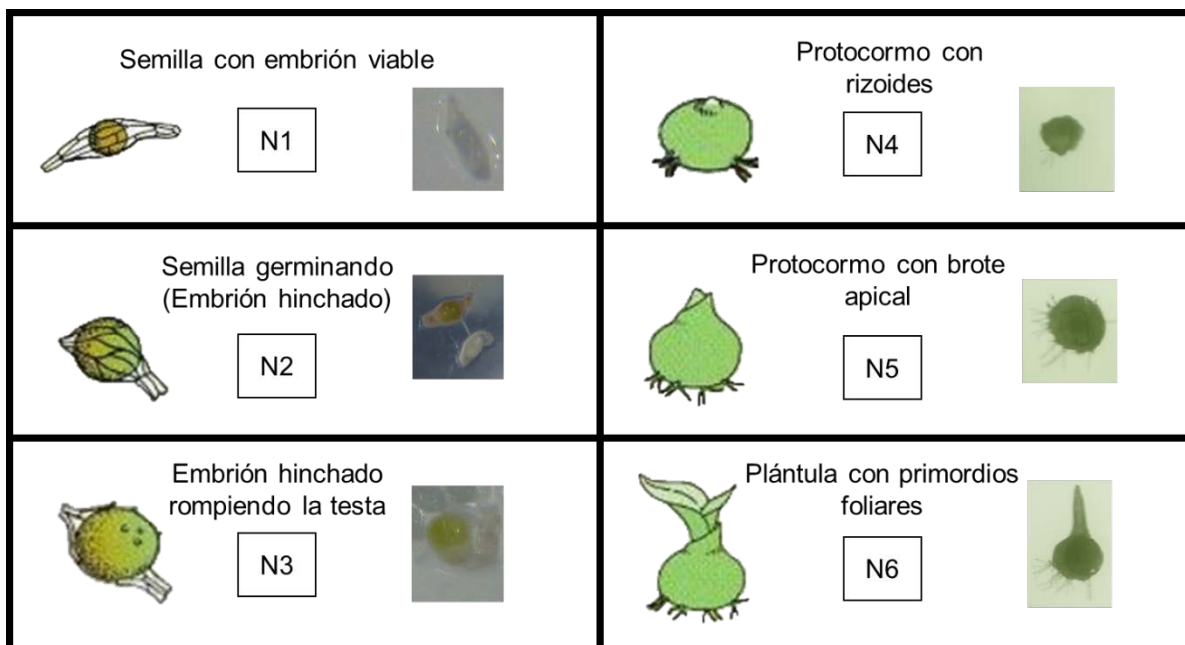 Semilla con embrión viable
N1
Semilla germinando
(Embrión hinchado)
N2
Embrión hinchado
rompiendo la testa
N3
Protocormo con
rizoides
N4
Protocormo con brote
apical
N5
Plántula con primordios
foliares
N6